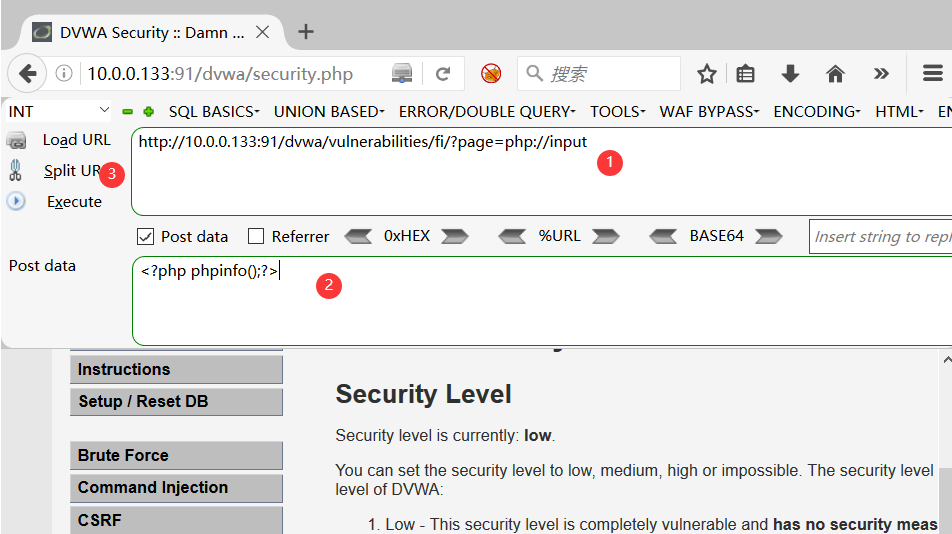 DVWA Security :: Damn ...
10.0.0.133:91/dvwa/security.php
搜索
INT
SQL BASICS
UNION BASED
ERROR/DOUBLE QUERY
TOOLS
WAF BYPASS
ENCODING
HTML
Load URL
http://10.0.0.133:91/dvwa/vulnerabilities/fi/?page=php://input
1
Split UR
3
Execute
Post data
Referrer
0xHEX
%URL
BASE64
Insert string to repl
Post data
<?php phpinfo();?>
2
Instructions
Setup / Reset DB
Brute Force
Command Injection
CSRF
Security Level
Security level is currently: low.
You can set the security level to low, medium, high or impossible. The security level
level of DVWA:
1. Low - This security level is completely vulnerable and has no security meas